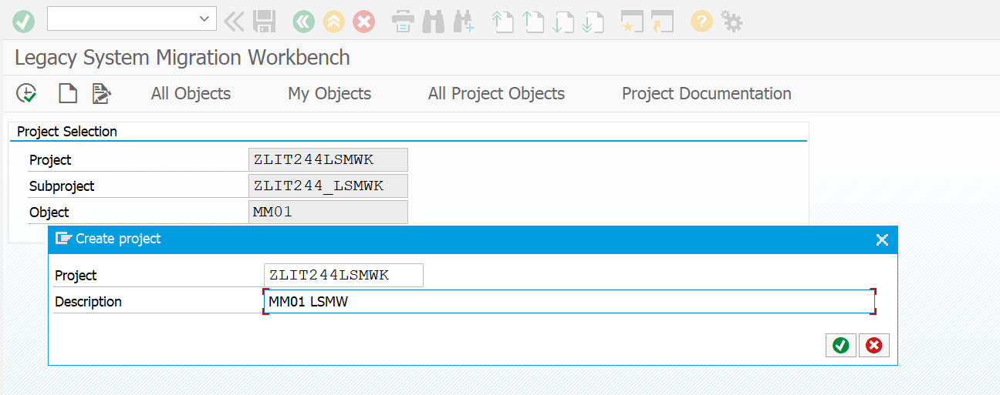 Legacy System Migration Workbench
All Objects My Objects All Project Objects Project Documentation
Project Selection
Project ZLIT244LSMWK
Subproject ZLIT244_LSMWK
Object MM01
Create project
Project ZLIT244LSMWK
Description MM01 LSMW